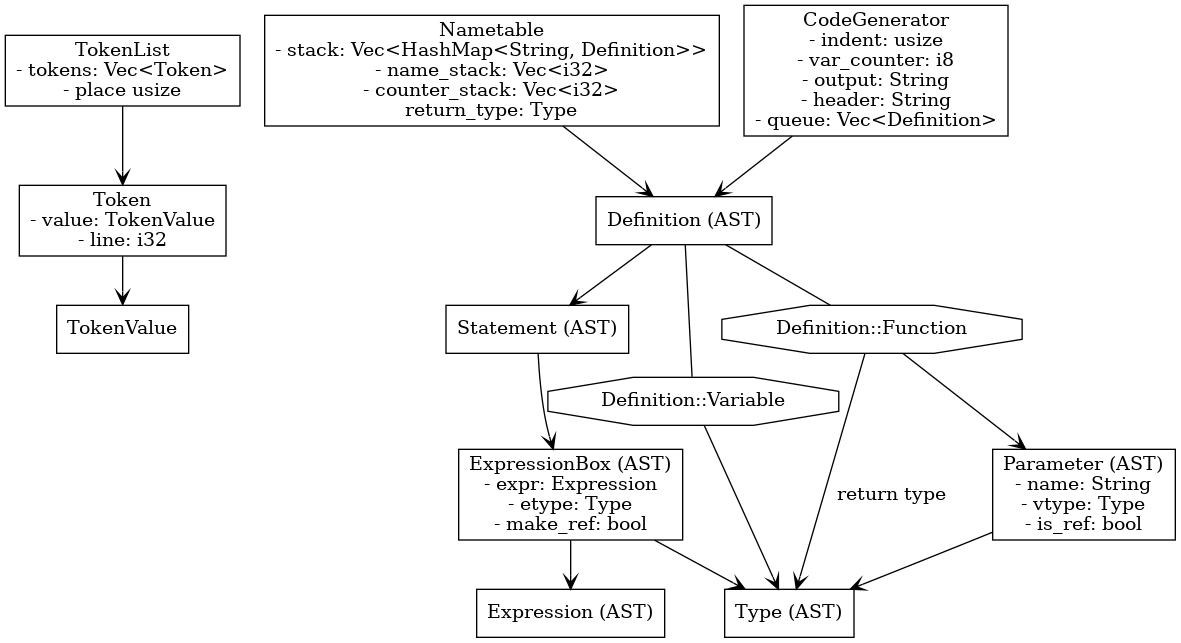 TokenList
- tokens: Vec<Token>
- place usize
Nametable
- stack: Vec<HashMap<String, Definition>>
- name_stack: Vec<i32>
- counter_stack: Vec<i32>
return_type: Type
CodeGenerator
- indent: usize
- var_counter: i8
- output: String
- header: String
- queue: Vec<Definition>
Token
- value: TokenValue
- line: i32
Definition (AST)
TokenValue
Statement (AST)
Definition::Function
Definition::Variable
ExpressionBox (AST)
- expr: Expression
- etype: Type
- make_ref: bool
return type
Parameter (AST)
- name: String
- vtype: Type
- is_ref: bool
Expression (AST)
Type (AST)